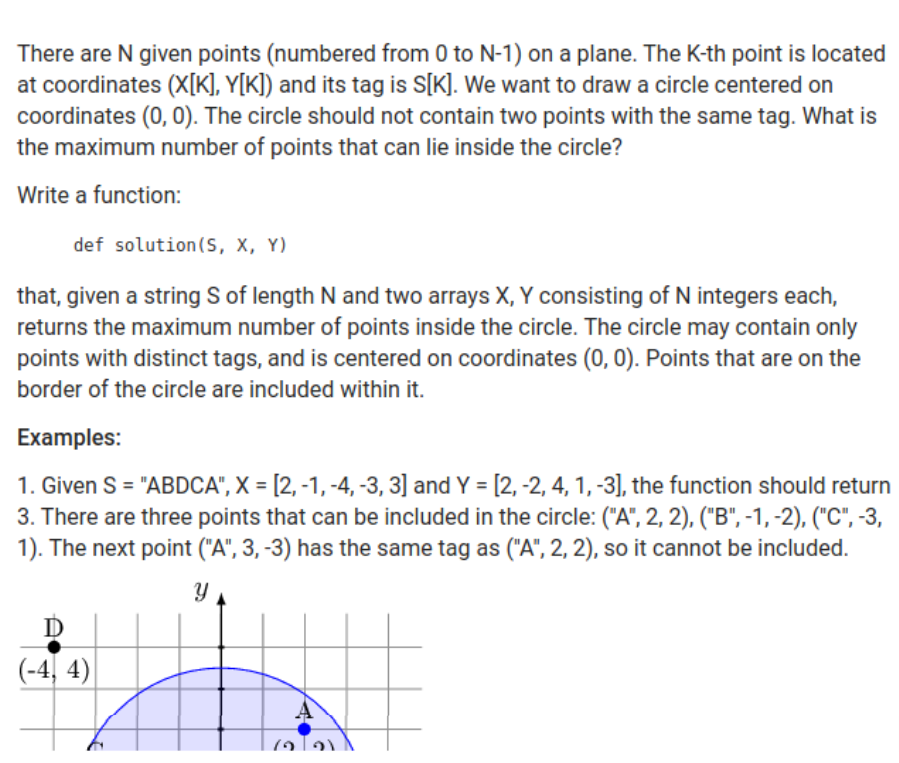 There are N given points (numbered from 0 to N-1) on a plane. The K-th point is located
at coordinates (X[K], Y[K]) and its tag is S[K]. We want to draw a circle centered on
coordinates (0, 0). The circle should not contain two points with the same tag. What is
the maximum number of points that can lie inside the circle?
Write a function:
def solution(S, X, Y)
that, given a string S of length N and two arrays X, Y consisting of N integers each,
returns the maximum number of points inside the circle. The circle may contain only
points with distinct tags, and is centered on coordinates (0, 0). Points that are on the
border of the circle are included within it.
Examples:
1. Given S = "ABDCA", X = [2, -1, -4, -3, 3] and Y = [2, -2, 4, 1, -3], the function should return
3. There are three points that can be included in the circle: ("A", 2, 2), ("B", -1, -2), ("C", -3,
1). The next point ("A", 3, -3) has the same tag as ("A", 2, 2), so it cannot be included.
y
D
(-4, 4)
A
(2, 2)